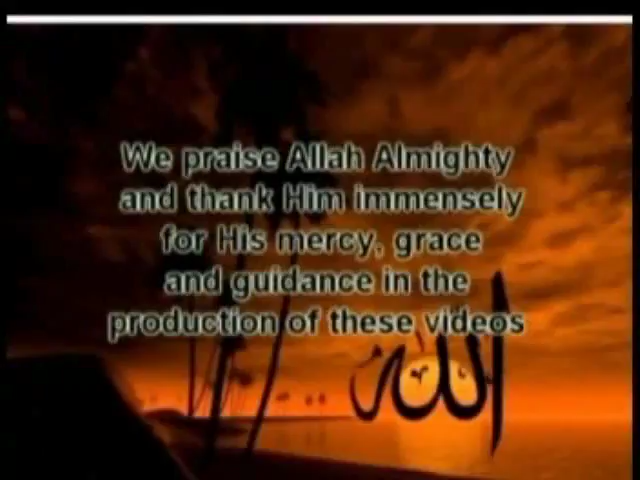 We praise Allah Almighty
and thank Him immensely
for His mercy, grace
and guidance in the
production of these videos
الله